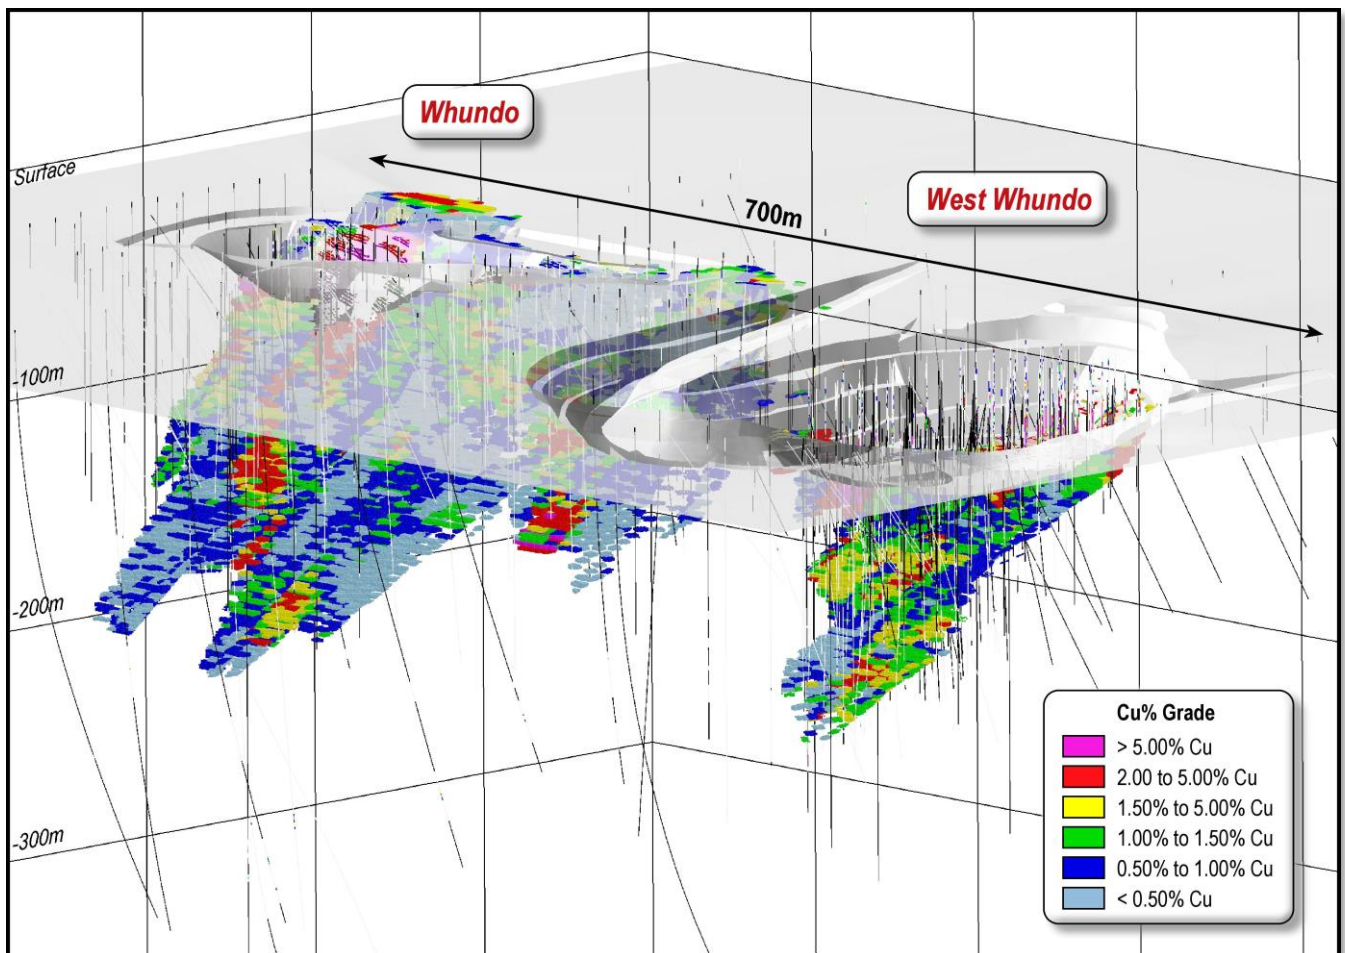 Whundo
Surface
West Whundo
700m
-100m
-200m
-300m
Cu% Grade
> 5.00% Cu
2.00 to 5.00% Cu
1.50% to 5.00% Cu
1.00% to 1.50% Cu
0.50% to 1.00% Cu
< 0.50% Cu